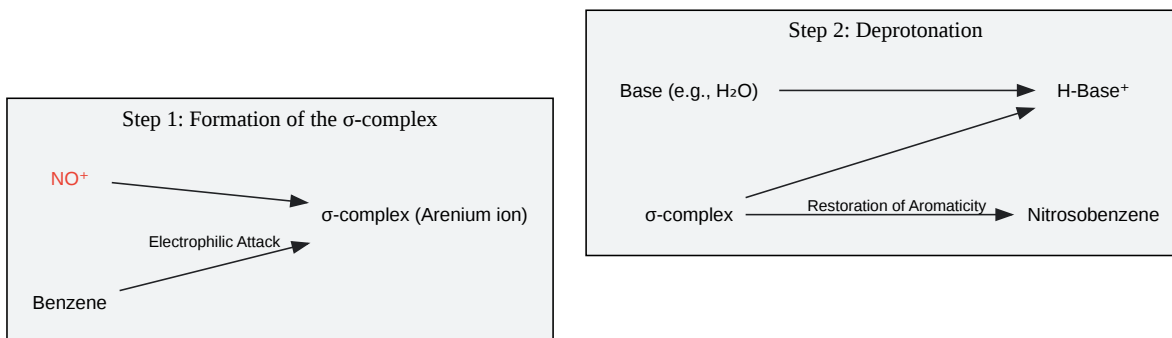 Step 1: Formation of the σ-complex
NO⁺
σ-complex (Arenium ion)
Electrophilic Attack
Benzene
Step 2: Deprotonation
Base (e.g., H₂O)
H-Base⁺
σ-complex
Restoration of Aromaticity
Nitrosobenzene